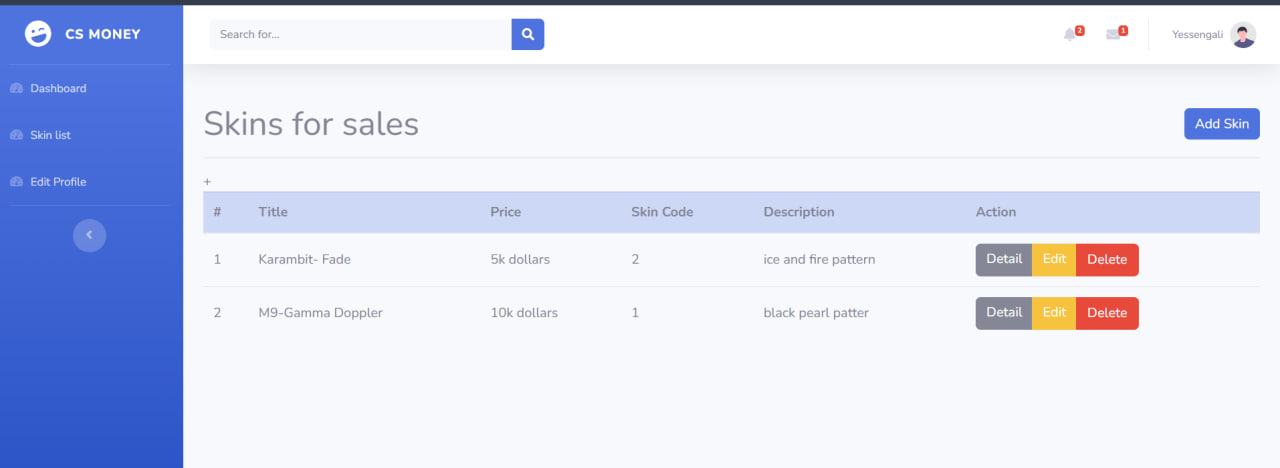 CS MONEY
Search for...
2
1
Yessengali
Dashboard
Skin list
Edit Profile
Skins for sales
Add Skin
+
# Title Price Skin Code Description Action
1 Karambit- Fade 5k dollars 2 ice and fire pattern Detail Edit Delete
2 M9-Gamma Doppler 10k dollars 1 black pearl patter Detail Edit Delete